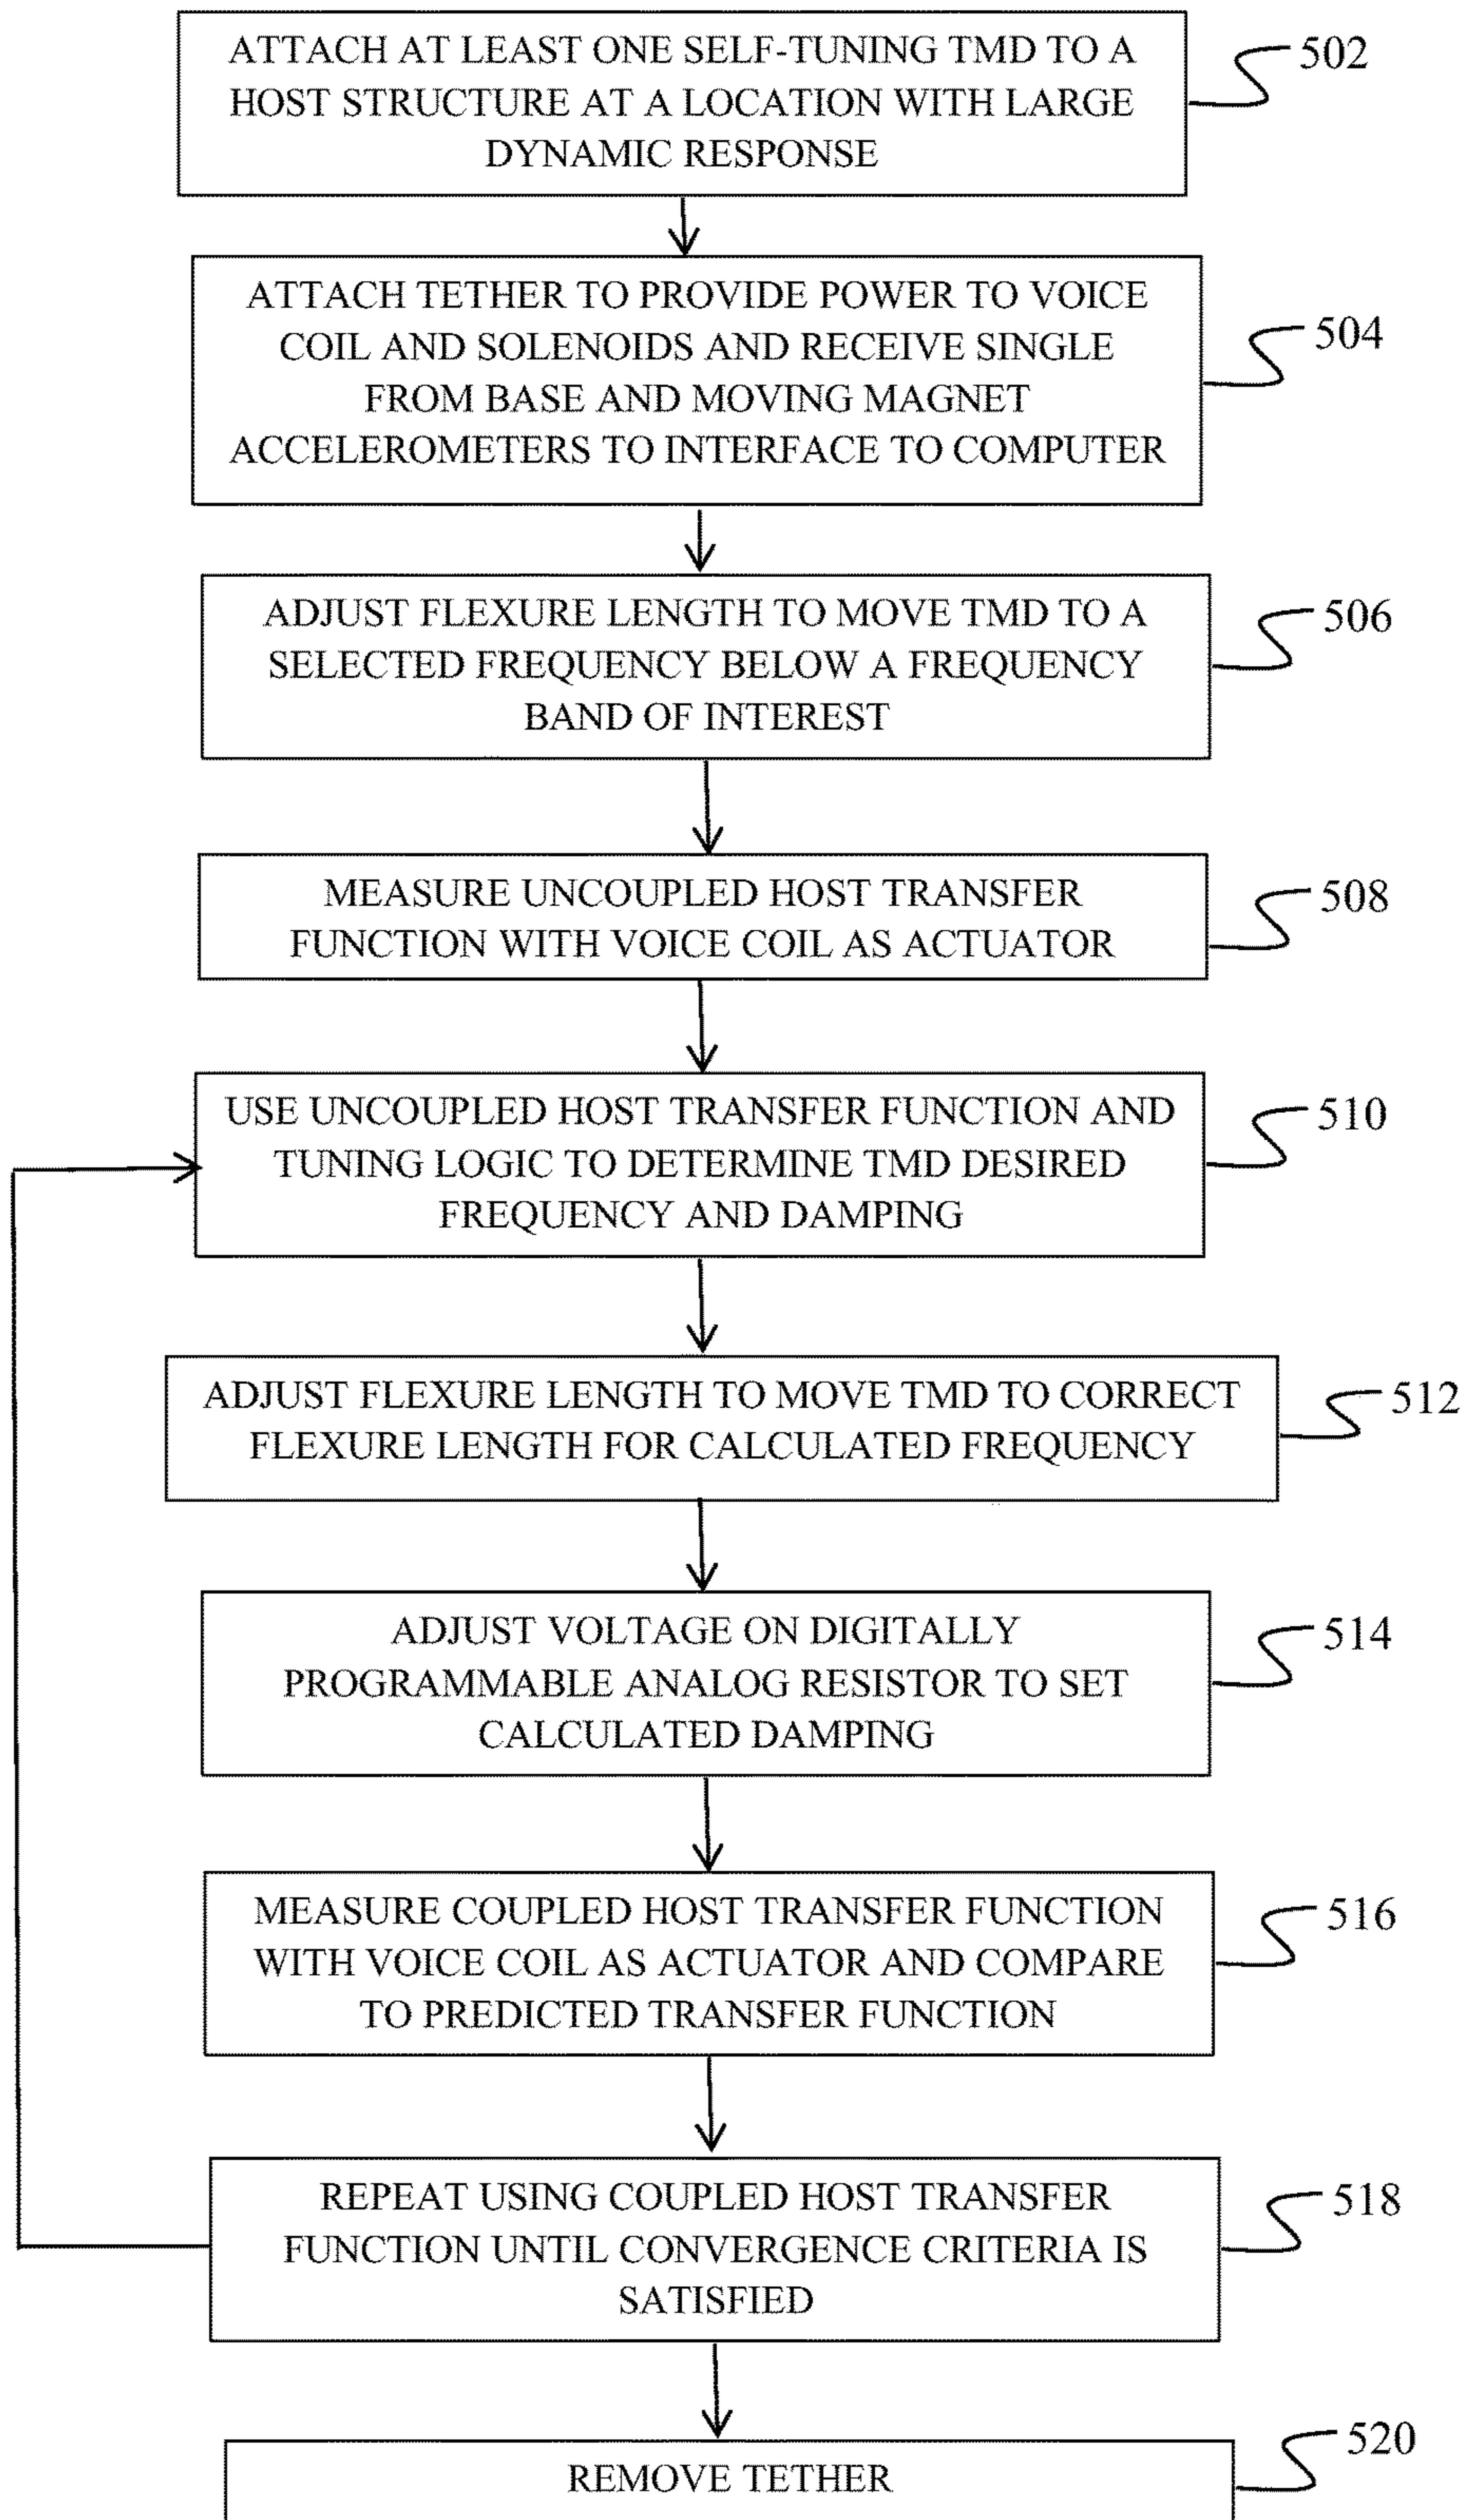 ATTACH AT LEAST ONE SELF-TUNING TMD TO A
HOST STRUCTURE AT A LOCATION WITH LARGE
DYNAMIC RESPONSE
502
ATTACH TETHER TO PROVIDE POWER TO VOICE
COIL AND SOLENOIDS AND RECEIVE SINGLE
FROM BASE AND MOVING MAGNET
ACCELEROMETERS TO INTERFACE TO COMPUTER
504
ADJUST FLEXURE LENGTH TO MOVE TMD TO A
SELECTED FREQUENCY BELOW A FREQUENCY
BAND OF INTEREST
506
MEASURE UNCOUPLED HOST TRANSFER
FUNCTION WITH VOICE COIL AS ACTUATOR
508
USE UNCOUPLED HOST TRANSFER FUNCTION AND
TUNING LOGIC TO DETERMINE TMD DESIRED
FREQUENCY AND DAMPING
510
ADJUST FLEXURE LENGTH TO MOVE TMD TO CORRECT
FLEXURE LENGTH FOR CALCULATED FREQUENCY
512
ADJUST VOLTAGE ON DIGITALLY
PROGRAMMABLE ANALOG RESISTOR TO SET
CALCULATED DAMPING
514
MEASURE COUPLED HOST TRANSFER FUNCTION
WITH VOICE COIL AS ACTUATOR AND COMPARE
TO PREDICTED TRANSFER FUNCTION
516
REPEAT USING COUPLED HOST TRANSFER
FUNCTION UNTIL CONVERGENCE CRITERIA IS
SATISFIED
518
REMOVE TETHER
520